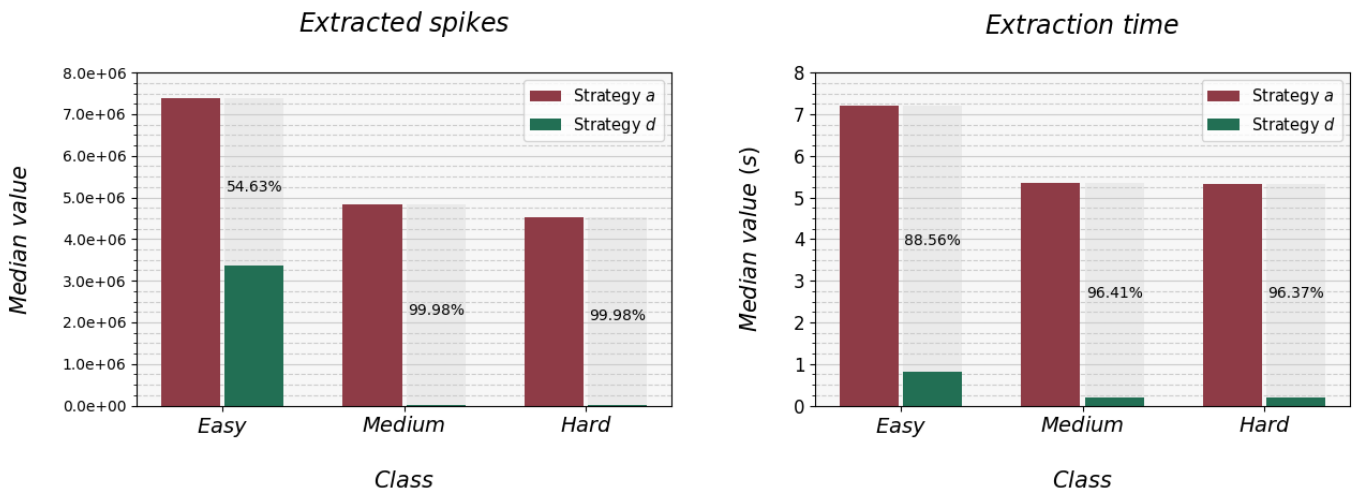 Extracted spikes
8.0e+06
7.0e+06
6.0e+06
5.0e+06
4.0e+06
3.0e+06
2.0e+06
1.0e+06
0.0e+00
Median value
Strategy a
Strategy d
54.63%
99.98%
99.98%
Easy Medium Hard
Class
Extraction time
8
7
6
5
4
3
2
1
0
Median value (s)
Strategy a
Strategy d
88.56%
96.41%
96.37%
Easy Medium Hard
Class